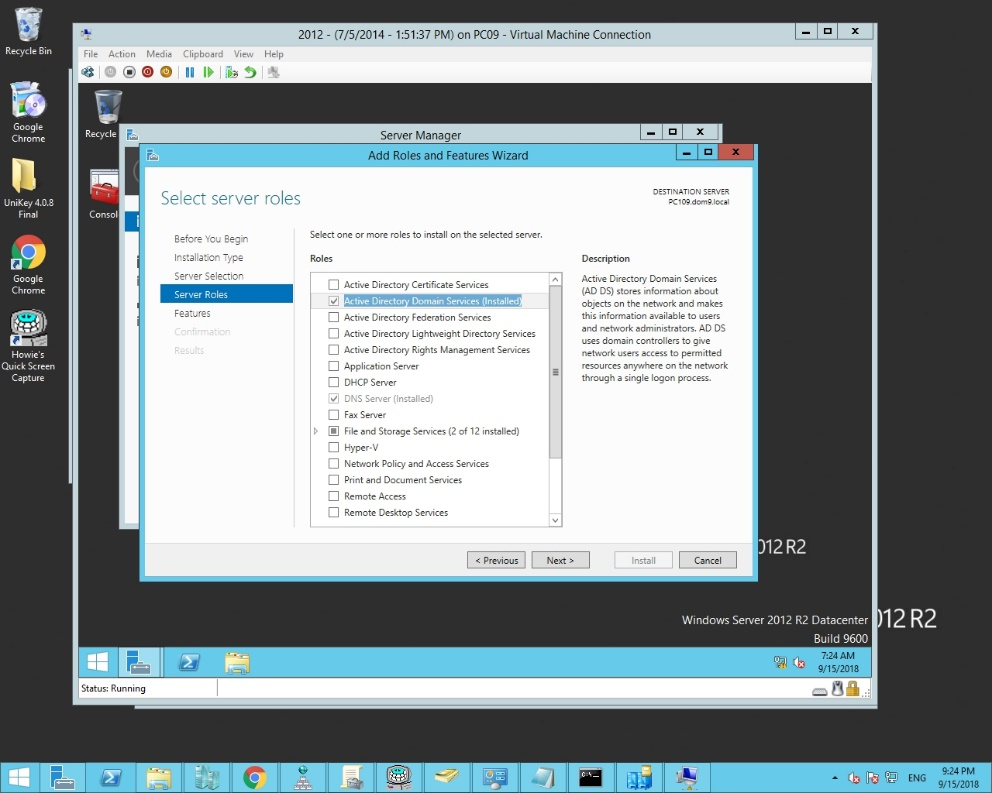 Recycle Bin
Google
Chrome
UniKey 4.0.8
Final
Google
Chrome
Howie's
Quick Screen
Capture
2012 - (7/5/2014 - 1:51:37 PM) on PC09 - Virtual Machine Connection
File Action Media Clipboard View Help
Recycle
Consol
Server Manager
Add Roles and Features Wizard
Select server roles
DESTINATION SERVER
PC109.dom9.local
Before You Begin
Installation Type
Server Selection
Server Roles
Features
Confirmation
Results
Select one or more roles to install on the selected server.
Roles
Active Directory Certificate Services
Active Directory Domain Services (Installed)
Active Directory Federation Services
Active Directory Lightweight Directory Services
Active Directory Rights Management Services
Application Server
DHCP Server
DNS Server (Installed)
Fax Server
File and Storage Services (2 of 12 installed)
Hyper-V
Network Policy and Access Services
Print and Document Services
Remote Access
Remote Desktop Services
Description
Active Directory Domain Services
(AD DS) stores information about
objects on the network and makes
this information available to users
and network administrators. AD DS
uses domain controllers to give
network users access to permitted
resources anywhere on the network
through a single logon process.
< Previous Next > Install Cancel
012 R2
Windows Server 2012 R2 Datacenter
Build 9600
012 R2
7:24 AM
9/15/2018
Status: Running
ENG
9:24 PM
9/15/2018